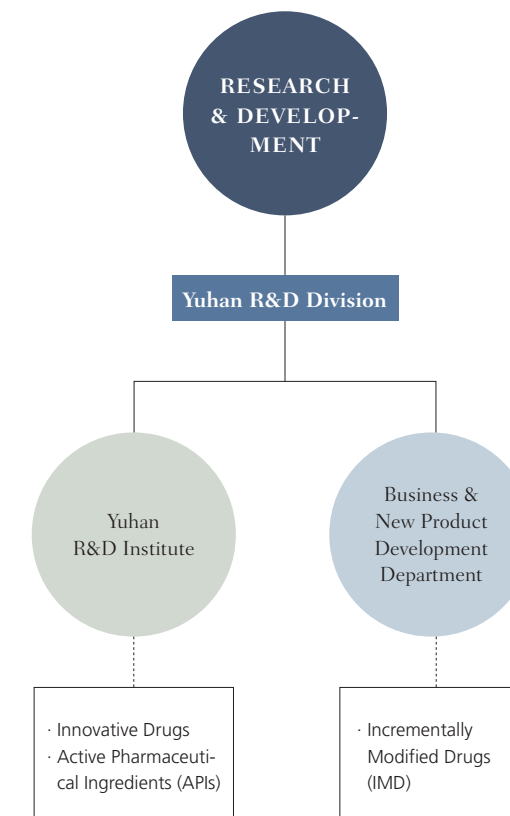 RESEARCH
& DEVELOP-
MENT
Yuhan R&D Division
Yuhan
R&D Institute
Business &
New Product
Development
Department
· Innovative Drugs
· Active Pharmaceuti-
cal Ingredients (APIs)
· Incrementally
Modified Drugs
(IMD)